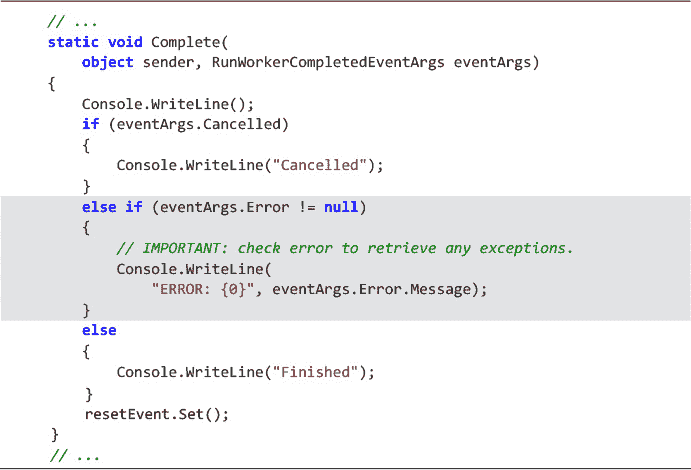 // ...
static void Complete(
    object sender, RunWorkerCompletedEventArgs eventArgs)
{
    Console.WriteLine();
    if (eventArgs.Cancelled)
    {
        Console.WriteLine("Cancelled");
    }
    else if (eventArgs.Error != null)
    {
        // IMPORTANT: check error to retrieve any exceptions.
        Console.WriteLine(
            "ERROR: {0}", eventArgs.Error.Message);
    }
    else
    {
        Console.WriteLine("Finished");
    }
    resetEvent.Set();
}
// ...